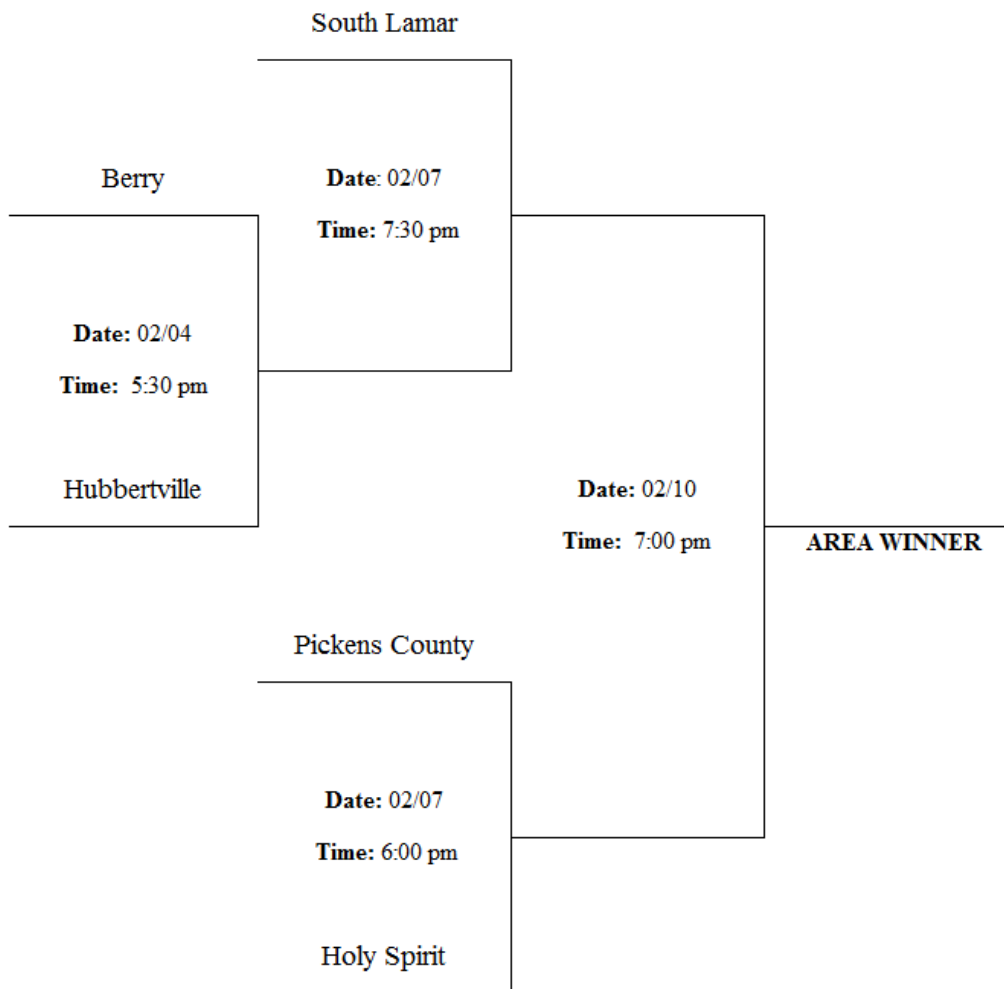 South Lamar
Berry
Date: 02/07
Time: 7:30 pm
Date: 02/04
Time: 5:30 pm
Hubbertville
Date: 02/10
Time: 7:00 pm
AREA WINNER
Pickens County
Date: 02/07
Time: 6:00 pm
Holy Spirit